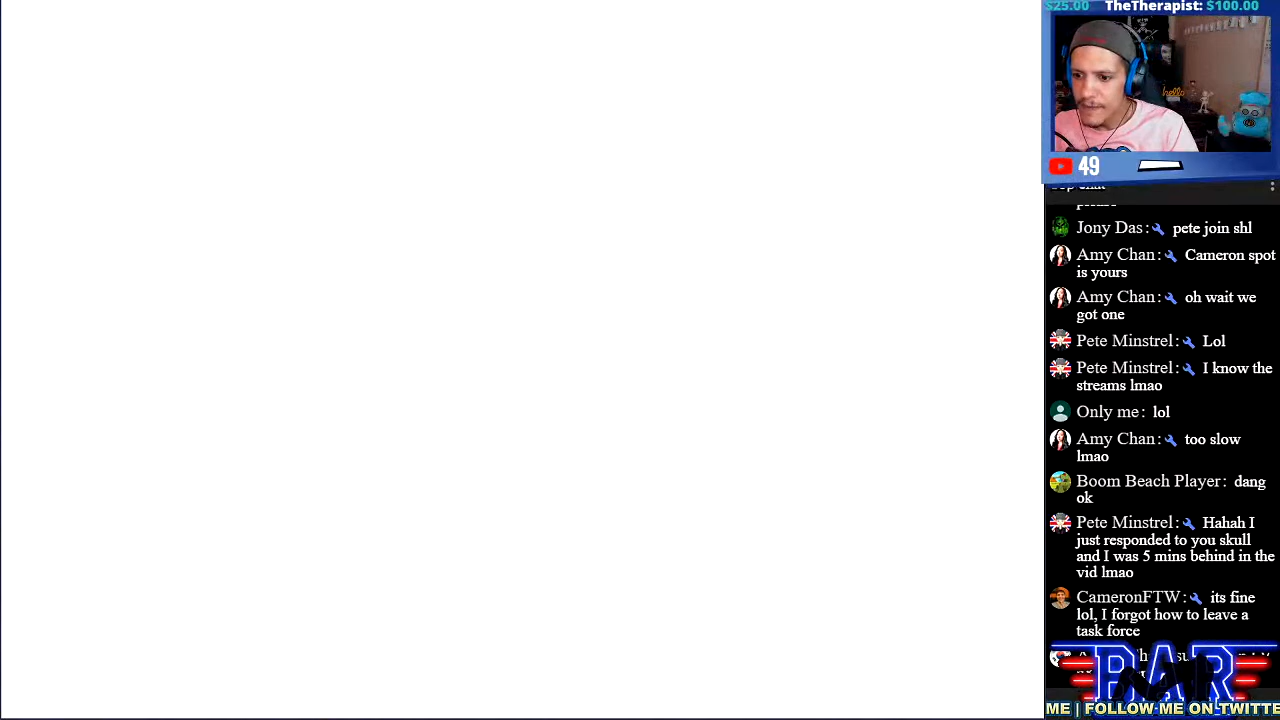 $25.00 TheTherapist: $100.00
hello
49
Jony Das: pete join shl
Amy Chan: Cameron spot
is yours
Amy Chan: oh wait we
got one
Pete Minstrel: Lol
Pete Minstrel: I know the
streams lmao
Only me: lol
Amy Chan: too slow
lmao
Boom Beach Player: dang
ok
Pete Minstrel: Hahah I
just responded to you skull
and I was 5 mins behind in the
vid lmao
CameronFTW: its fine
lol, I forgot how to leave a
task force
BAR
ME | FOLLOW ME ON TWITTE